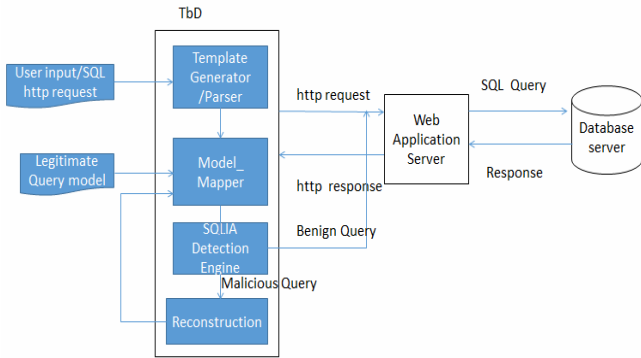 TbD
User input/SQL
http request
Template
Generator
/Parser
http request
SQL Query
Web
Application
Server
Database
server
Legitimate
Query model
Model_
Mapper
http response
Response
SQLIA
Detection
Engine
Benign Query
Malicious Query
Reconstruction